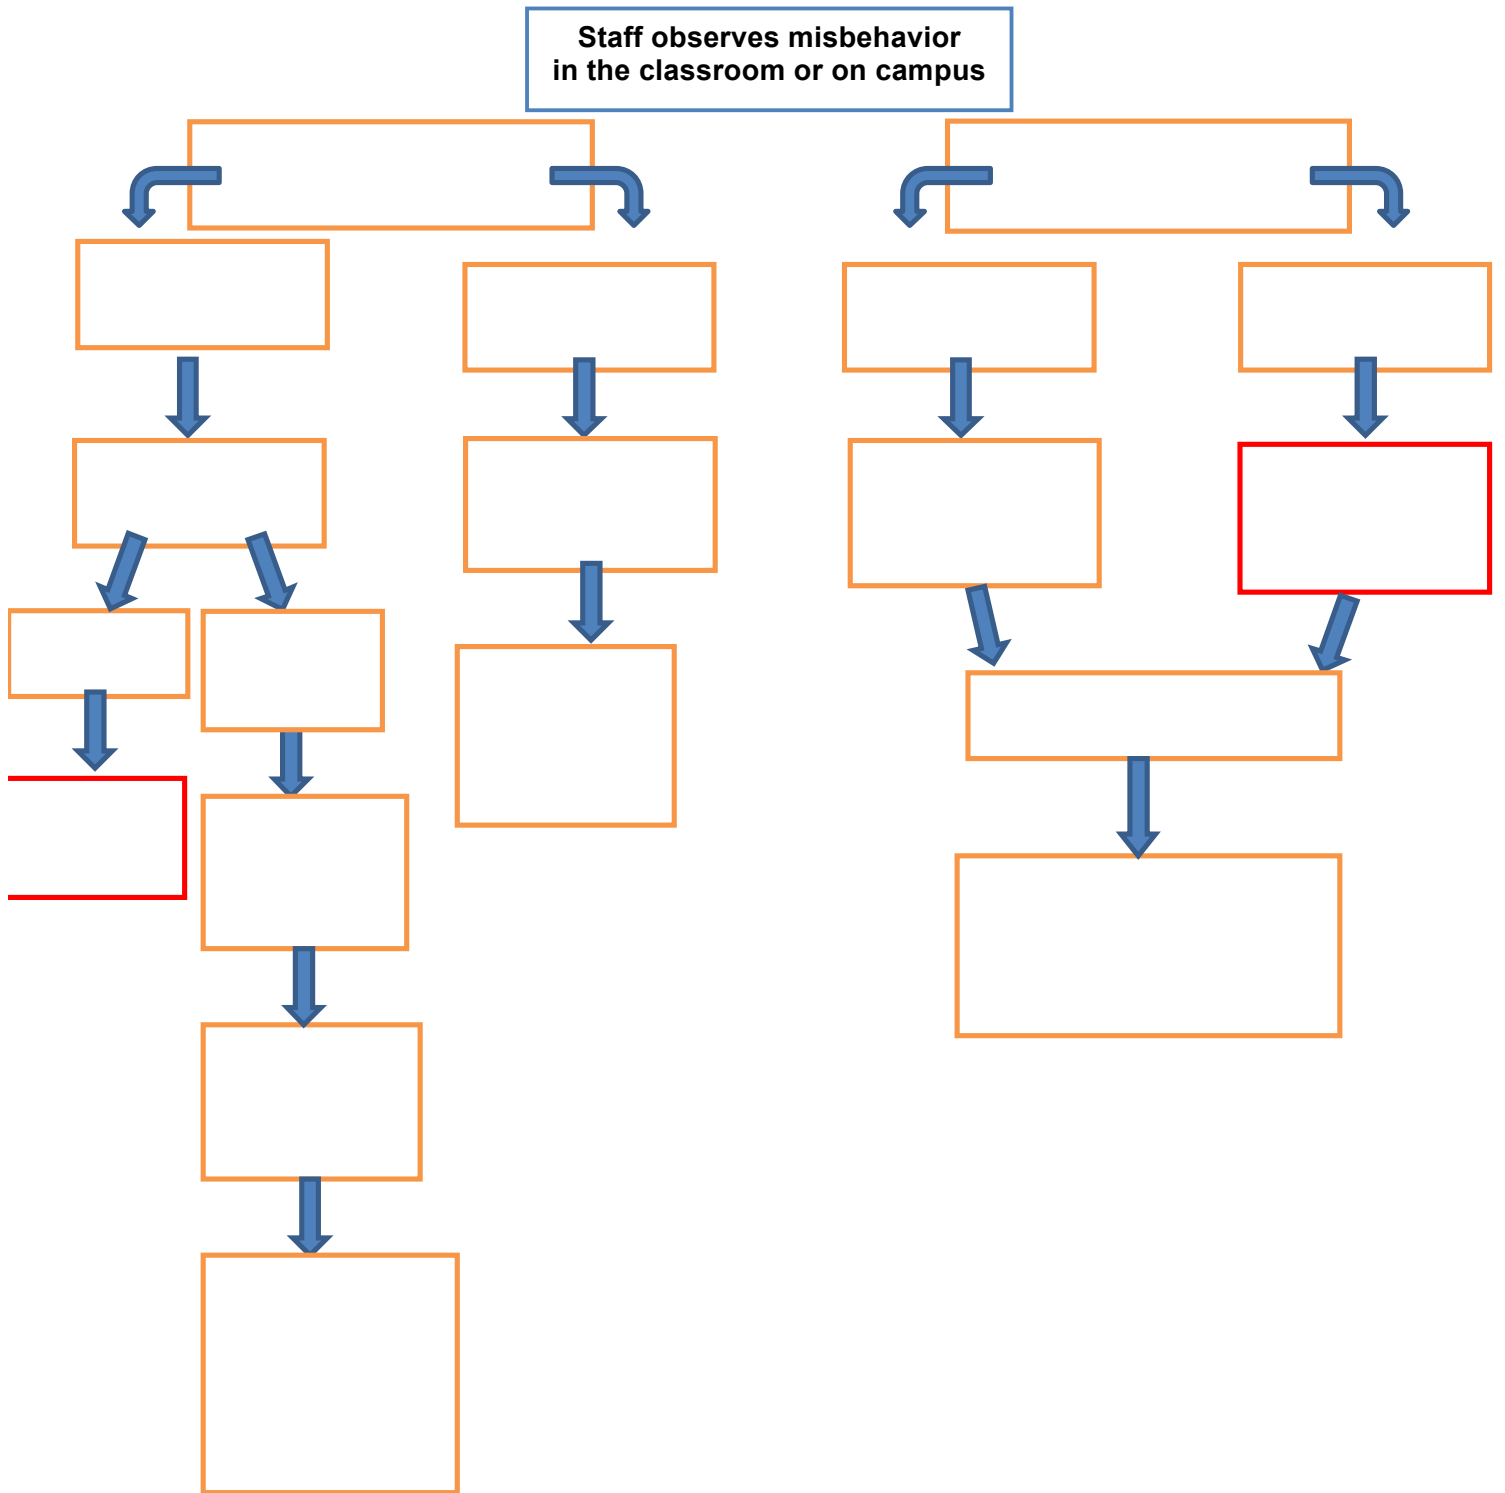 Staff observes misbehavior
in the classroom or on campus